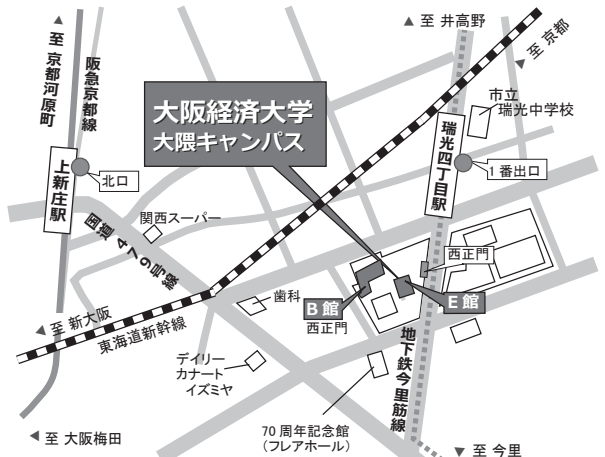 ▲至 井高野
▲至 京都
▲至 京都河原町
阪急京都線
市立
瑞光中学校
大阪経済大学
大隈キャンパス
瑞光四丁目駅
1番出口
上新庄駅
北口
関西スーパー
国道479号線
西正門
歯科
B館
西正門
E館
▲至 新大阪
東海道新幹線
デイリー
カナート
イズミヤ
地下鉄今里筋線
70周年記念館
（フレアホール）
◀至 大阪梅田
▼至 今里